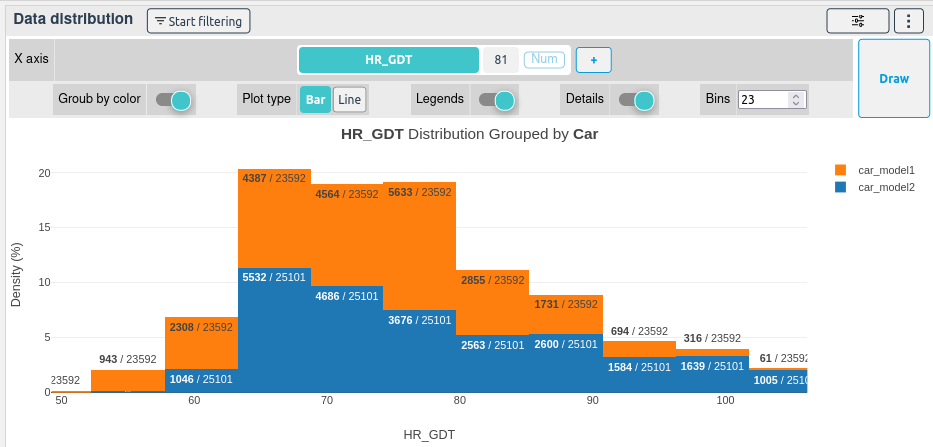 Data distribution Start filtering
X axis HR_GDT 81 Num + Draw
Group by color Plot type Bar Line Legends Details Bins 23
HR_GDT Distribution Grouped by Car
car_model1
car_model2
Density (%)
20
15
10
5
0
4387 / 23592
4564 / 23592
5633 / 23592
5532 / 25101
4686 / 25101
2855 / 23592
1731 / 23592
2308 / 23592
3676 / 25101
694 / 23592
316 / 23592
943 / 23592
2563 / 25101
2600 / 25101
61 / 23592
23592
1046 / 25101
1584 / 25101
1639 / 25101
1005 / 2510
50 60 70 80 90 100
HR_GDT